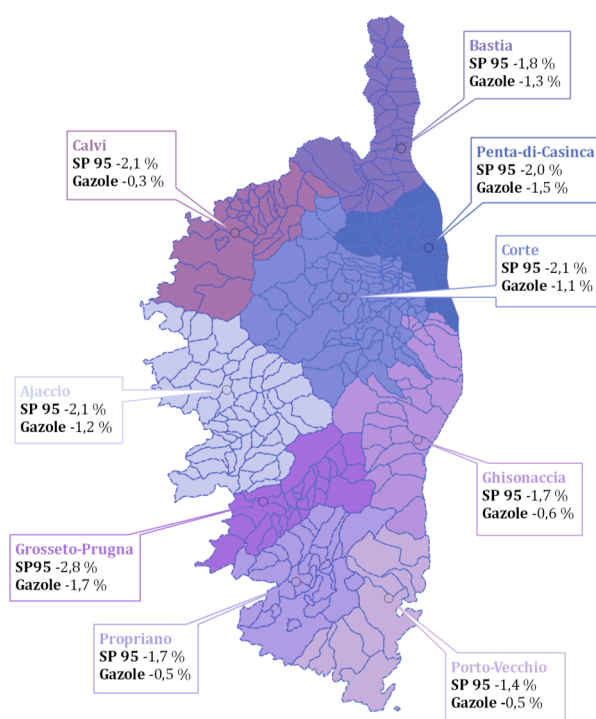 Bastia
SP 95 -1,8 %
Gazole -1,3 %
Calvi
SP 95 -2,1 %
Gazole -0,3 %
Penta-di-Casinca
SP 95 -2,0 %
Gazole -1,5 %
Corte
SP 95 -2,1 %
Gazole -1,1 %
Ajaccio
SP 95 -2,1 %
Gazole -1,2 %
Ghisonaccia
SP 95 -1,7 %
Gazole -0,6 %
Grosseto-Prugna
SP95 -2,8 %
Gazole -1,7 %
Propriano
SP 95 -1,7 %
Gazole -0,5 %
Porto-Vecchio
SP 95 -1,4 %
Gazole -0,5 %